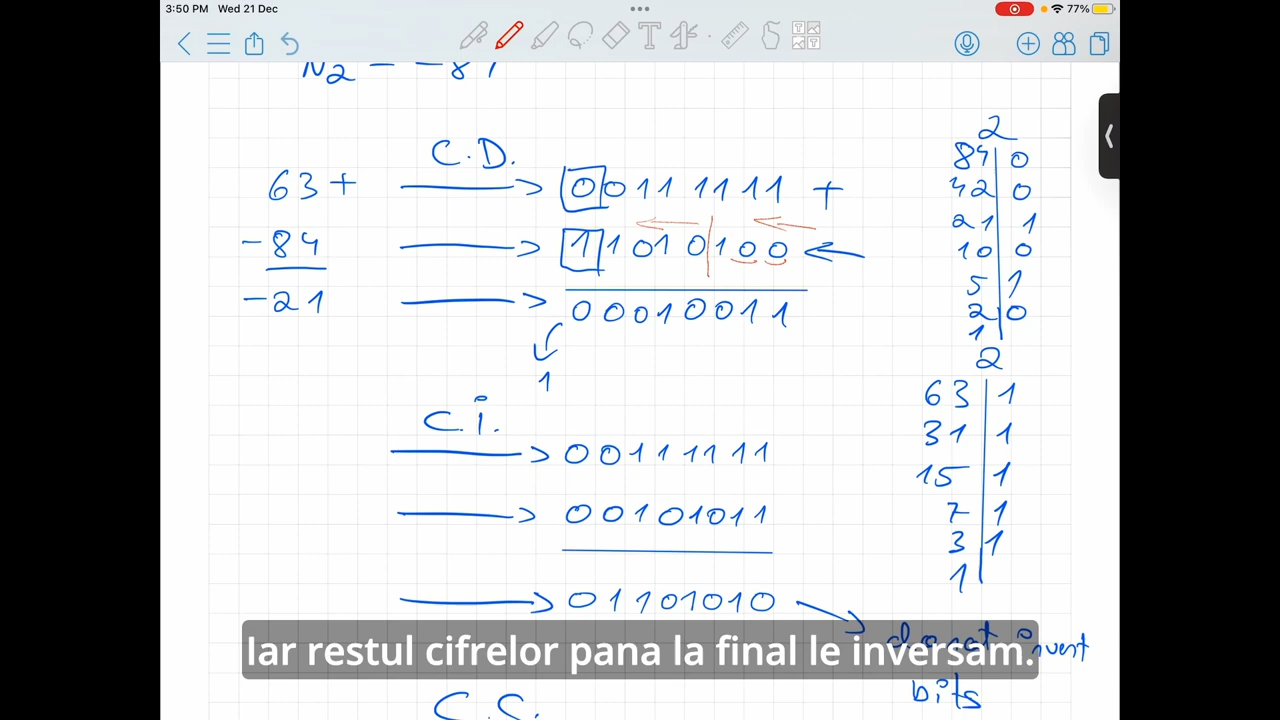 3:50 PM Wed 21 Dec
77%
N2 = -84
C.D.
63 + → 00111111 +
-84 → 11010100 ←
-21 → 00010011
1
C.i.
→ 00111111
→ 00101011
→ 01101010
bits
C.C.
2
84 | 0
42 | 0
21 | 1
10 | 0
5 | 1
2 | 0
1
2
63 | 1
31 | 1
15 | 1
7 | 1
3 | 1
1
Iar restul cifrelor pana la final le inversam.